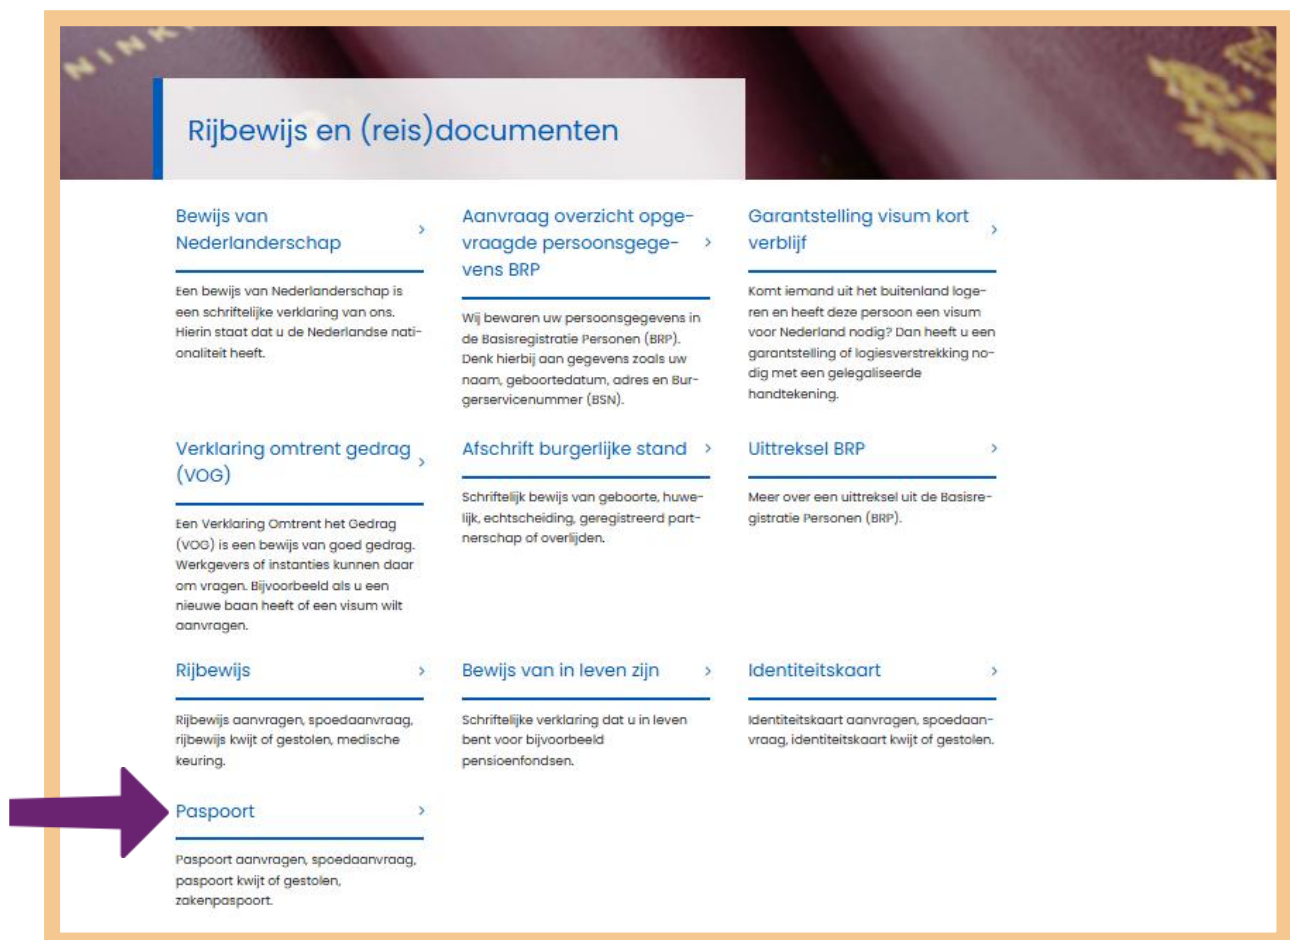 NINK
Rijbewijs en (reis)documenten
Bewijs van
Nederlanderschap
Een bewijs van Nederlanderschap is
een schriftelijke verklaring van ons.
Hierin staat dat u de Nederlandse nati-
onaliteit heeft.
Aanvraag overzicht opge-
vraagde persoonsgege-
vens BRP
Wij bewaren uw persoonsgegevens in
de Basisregistratie Personen (BRP).
Denk hierbij aan gegevens zoals uw
naam, geboortedatum, adres en Bur-
gerservicenummer (BSN).
Garantstelling visum kort
verblijf
Komt iemand uit het buitenland loge-
ren en heeft deze persoon een visum
voor Nederland nodig? Dan heeft u een
garantstelling of logiesverstrekking no-
dig met een gelegaliseerde
handtekening.
Verklaring omtrent gedrag
(VOG)
Een Verklaring Omtrent het Gedrag
(VOG) is een bewijs van goed gedrag.
Werkgevers of instanties kunnen daar
om vragen. Bijvoorbeeld als u een
nieuwe baan heeft of een visum wilt
aanvragen.
Afschrift burgerlijke stand
Schriftelijk bewijs van geboorte, huwe-
lijk, echtscheiding, geregistreerd part-
nerschap of overlijden.
Uittreksel BRP
Meer over een uittreksel uit de Basisre-
gistratie Personen (BRP).
Rijbewijs
Rijbewijs aanvragen, spoedaanvraag,
rijbewijs kwijt of gestolen, medische
keuring.
Bewijs van in leven zijn
Schriftelijke verklaring dat u in leven
bent voor bijvoorbeeld
pensioenfondsen.
Identiteitskaart
Identiteitskaart aanvragen, spoedaan-
vraag, identiteitskaart kwijt of gestolen.
Paspoort
Paspoort aanvragen, spoedaanvraag,
paspoort kwijt of gestolen,
zakenpaspoort.